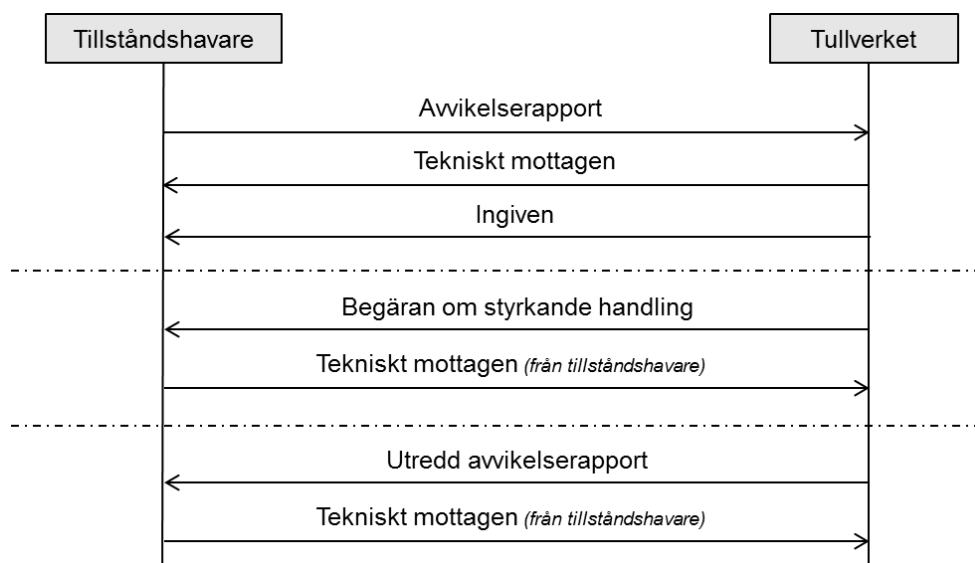 Tillståndshavare
Tullverket
Avvikelserapport
Tekniskt mottagen
Ingiven
Begäran om styrkande handling
Tekniskt mottagen (från tillståndshavare)
Utredd avvikelserapport
Tekniskt mottagen (från tillståndshavare)